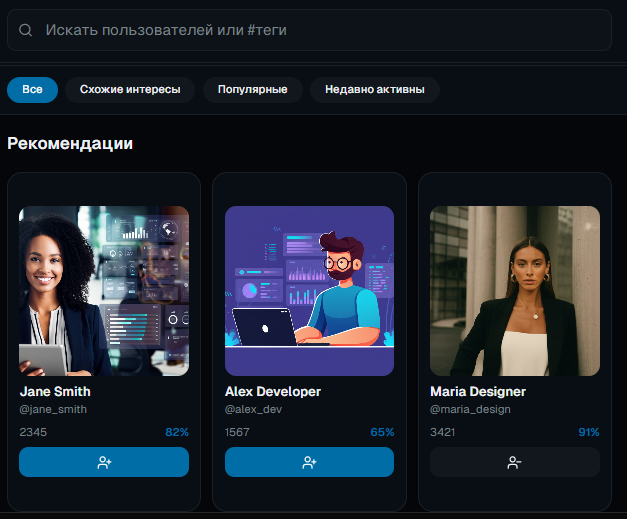 Искать пользователей или #теги
Все
Схожие интересы
Популярные
Недавно активны
Рекомендации
Jane Smith
@jane_smith
2345
82%
Alex Developer
@alex_dev
1567
65%
Maria Designer
@maria_design
3421
91%